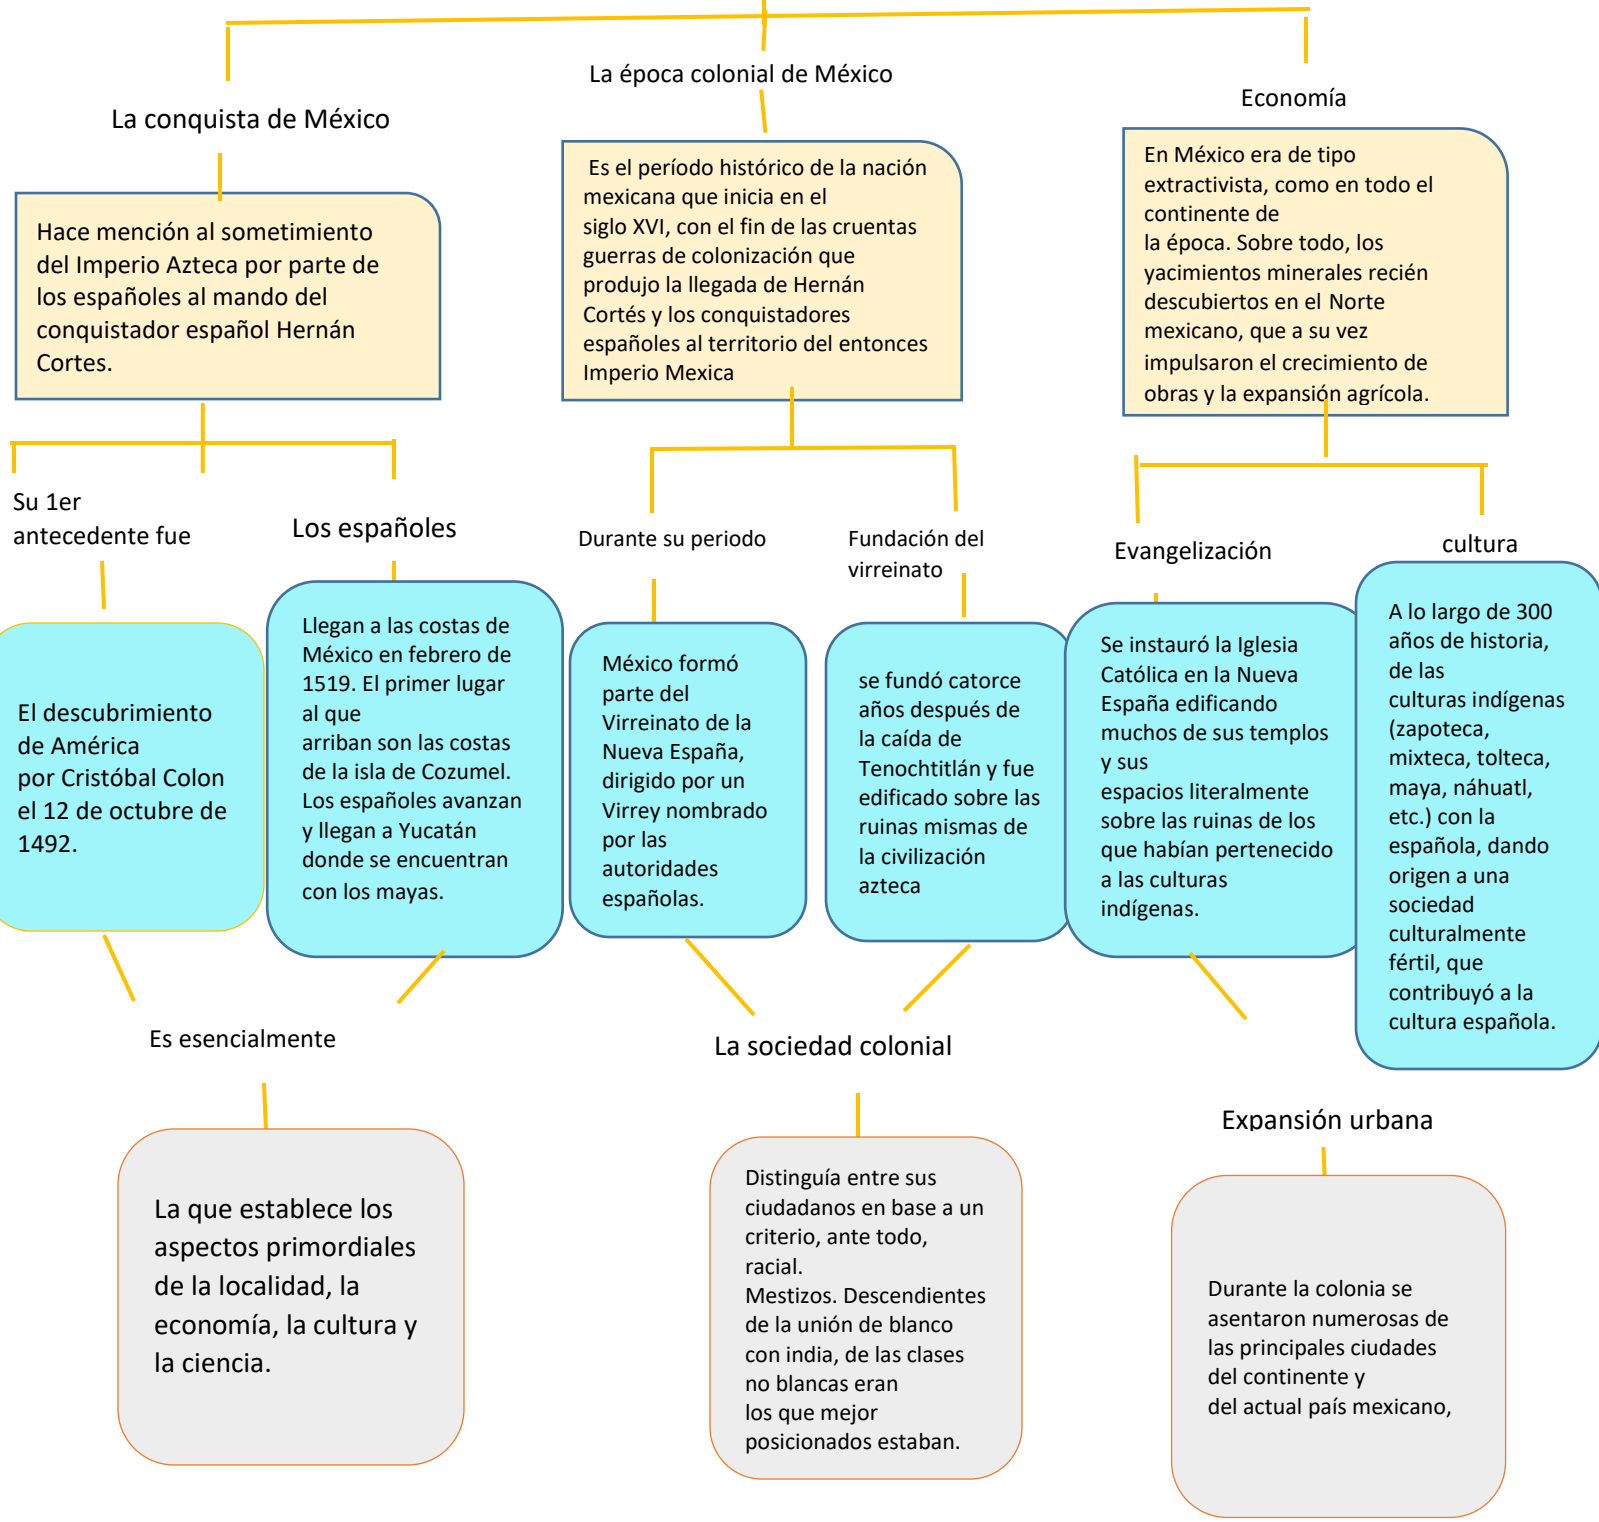 La conquista de México
Hace mención al sometimiento
del Imperio Azteca por parte de
los españoles al mando del
conquistador español Hernán
Cortes.
Su 1er
antecedente fue
El descubrimiento
de América
por Cristóbal Colon
el 12 de octubre de
1492.
Los españoles
Llegan a las costas de
México en febrero de
1519. El primer lugar
al que
arriban son las costas
de la isla de Cozumel.
Los españoles avanzan
y llegan a Yucatán
donde se encuentran
con los mayas.
Es esencialmente
La que establece los
aspectos primordiales
de la localidad, la
economía, la cultura y
la ciencia.
La época colonial de México
Es el período histórico de la nación
mexicana que inicia en el
siglo XVI, con el fin de las cruentas
guerras de colonización que
produjo la llegada de Hernán
Cortés y los conquistadores
españoles al territorio del entonces
Imperio Mexica
Durante su periodo
México formó
parte del
Virreinato de la
Nueva España,
dirigido por un
Virrey nombrado
por las
autoridades
españolas.
Fundación del
virreinato
se fundó catorce
años después de
la caída de
Tenochtitlán y fue
edificado sobre las
ruinas mismas de
la civilización
azteca
La sociedad colonial
Distinguía entre sus
ciudadanos en base a un
criterio, ante todo,
racial.
Mestizos. Descendientes
de la unión de blanco
con india, de las clases
no blancas eran
los que mejor
posicionados estaban.
Economía
En México era de tipo
extractivista, como en todo el
continente de
la época. Sobre todo, los
yacimientos minerales recién
descubiertos en el Norte
mexicano, que a su vez
impulsaron el crecimiento de
obras y la expansión agrícola.
Evangelización
Se instauró la Iglesia
Católica en la Nueva
España edificando
muchos de sus templos
y sus
espacios literalmente
sobre las ruinas de los
que habían pertenecido
a las culturas
indígenas.
cultura
A lo largo de 300
años de historia,
de las
culturas indígenas
(zapoteca,
mixteca, tolteca,
maya, náhuatl,
etc.) con la
española, dando
origen a una
sociedad
culturalmente
fértil, que
contribuyó a la
cultura española.
Expansión urbana
Durante la colonia se
asentaron numerosas de
las principales ciudades
del continente y
del actual país mexicano,